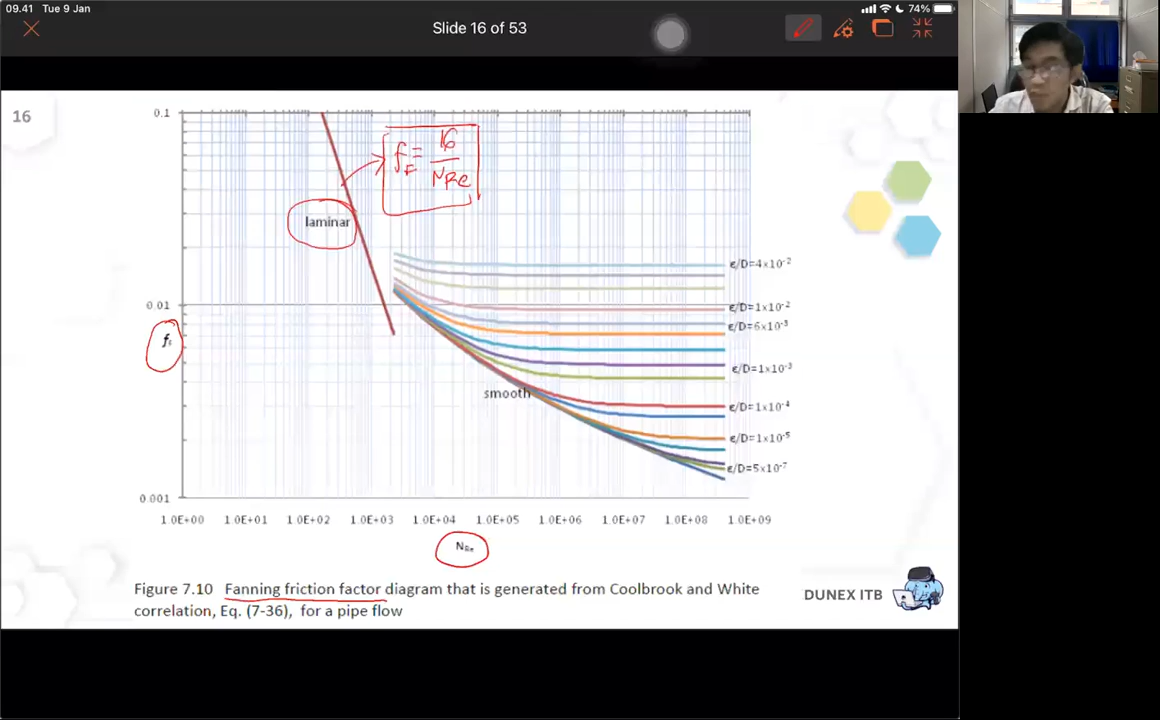 09.41 Tue 9 Jan
74%
Slide 16 of 53
16
0.1
f_F = 16 / NRe
laminar
ε/D=4x10⁻²
0.01
ε/D=1x10⁻²
ε/D=6x10⁻³
f
ε/D=1x10⁻³
smooth
ε/D=1x10⁻⁴
ε/D=1x10⁻⁵
ε/D=5x10⁻⁷
0.001
1.0E+00 1.0E+01 1.0E+02 1.0E+03 1.0E+04 1.0E+05 1.0E+06 1.0E+07 1.0E+08 1.0E+09
NRe
Figure 7.10 Fanning friction factor diagram that is generated from Coolbrook and White
correlation, Eq. (7-36), for a pipe flow
DUNEX ITB